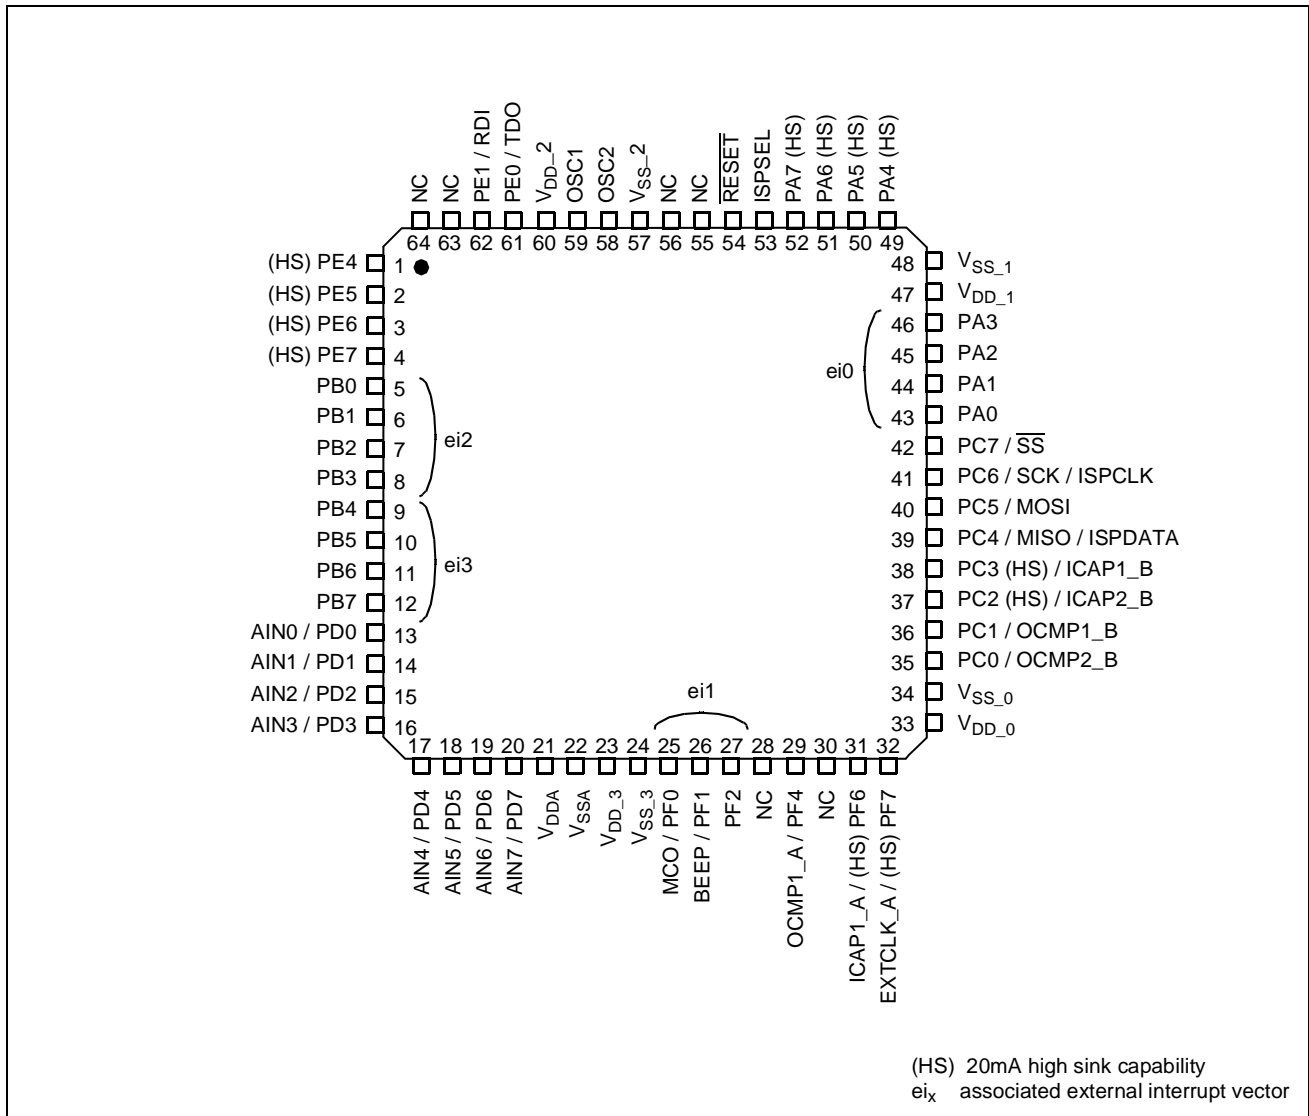 NC
NC
PE1 / RDI
PE0 / TDO
VDD_2
OSC1
OSC2
VSS_2
NC
NC
RESET
ISPSEL
PA7 (HS)
PA6 (HS)
PA5 (HS)
PA4 (HS)
64 63 62 61 60 59 58 57 56 55 54 53 52 51 50 49
(HS) PE4 1
(HS) PE5 2
(HS) PE6 3
(HS) PE7 4
PB0 5
PB1 6
PB2 7
PB3 8
ei2
PB4 9
PB5 10
PB6 11
PB7 12
ei3
AIN0 / PD0 13
AIN1 / PD1 14
AIN2 / PD2 15
AIN3 / PD3 16
48 VSS_1
47 VDD_1
46 PA3
45 PA2
44 PA1
43 PA0
ei0
42 PC7 / SS
41 PC6 / SCK / ISPCLK
40 PC5 / MOSI
39 PC4 / MISO / ISPDATA
38 PC3 (HS) / ICAP1_B
37 PC2 (HS) / ICAP2_B
36 PC1 / OCMP1_B
35 PC0 / OCMP2_B
34 VSS_0
33 VDD_0
ei1
17 18 19 20 21 22 23 24 25 26 27 28 29 30 31 32
AIN4 / PD4
AIN5 / PD5
AIN6 / PD6
AIN7 / PD7
VDDA
VSSA
VDD_3
VSS_3
MCO / PF0
BEEP / PF1
PF2
NC
OCMP1_A / PF4
NC
ICAP1_A / (HS) PF6
EXTCLK_A / (HS) PF7
(HS) 20mA high sink capability
eix associated external interrupt vector